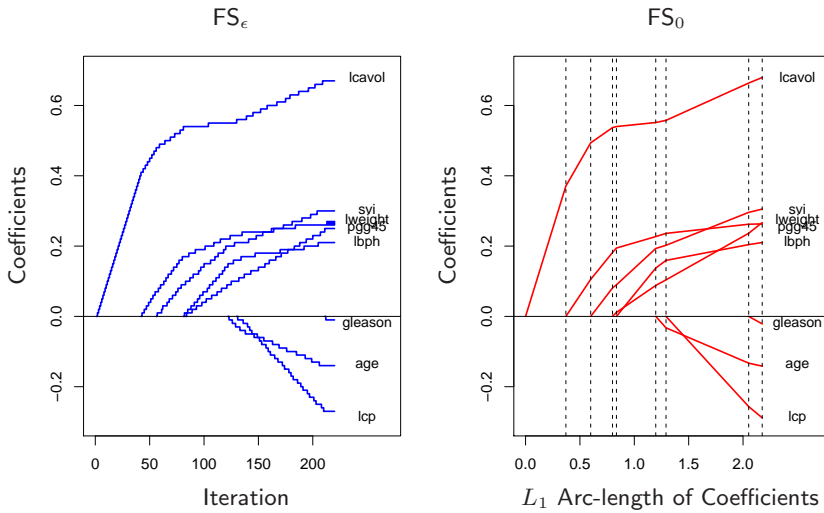 FSϵ
Coefficients
−0.2
0.0
0.2
0.4
0.6
lcavol
svi
lweight
pgg45
lbph
gleason
age
lcp
0 50 100 150 200
Iteration
FS0
Coefficients
−0.2
0.0
0.2
0.4
0.6
lcavol
svi
lweight
pgg45
lbph
gleason
age
lcp
0.0 0.5 1.0 1.5 2.0
L1 Arc-length of Coefficients